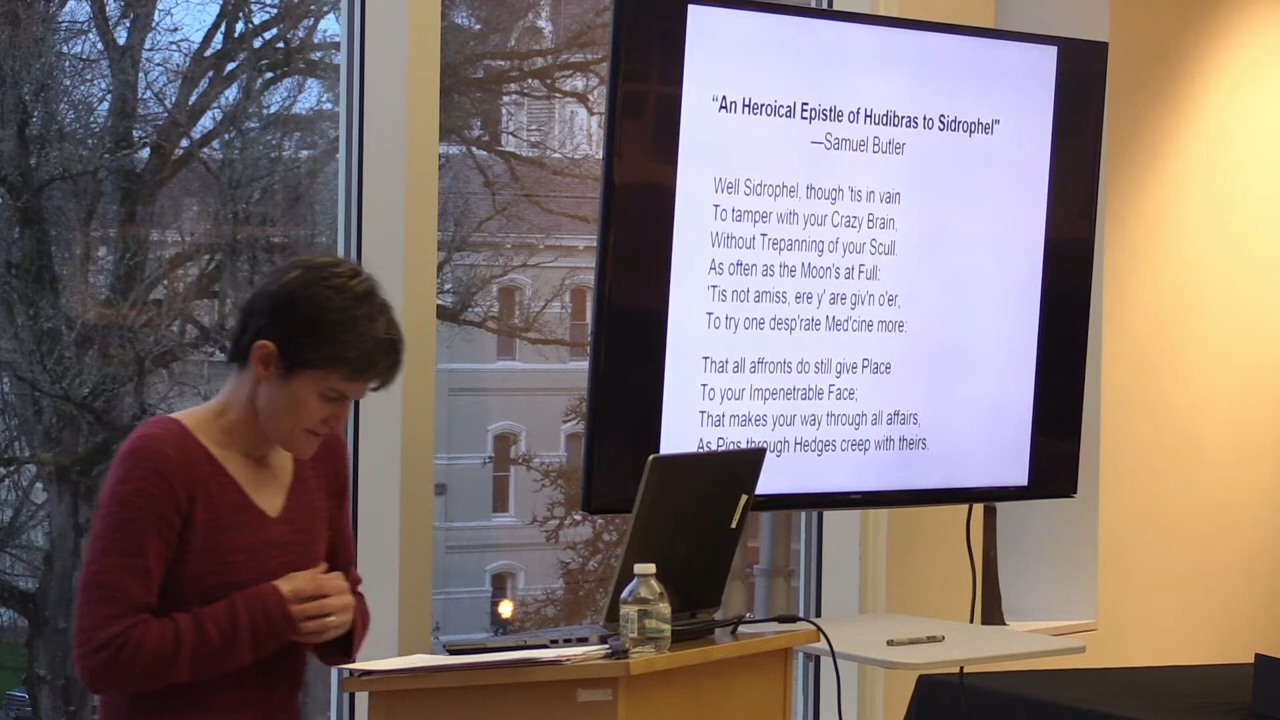 “An Heroical Epistle of Hudibras to Sidrophel"
—Samuel Butler
Well Sidrophel, though 'tis in vain
To tamper with your Crazy Brain,
Without Trepanning of your Scull.
As often as the Moon's at Full:
'Tis not amiss, ere y' are giv'n o'er,
To try one desp'rate Med'cine more:
That all affronts do still give Place
To your Impenetrable Face;
That makes your way through all affairs,
As Pigs through Hedges creep with theirs.